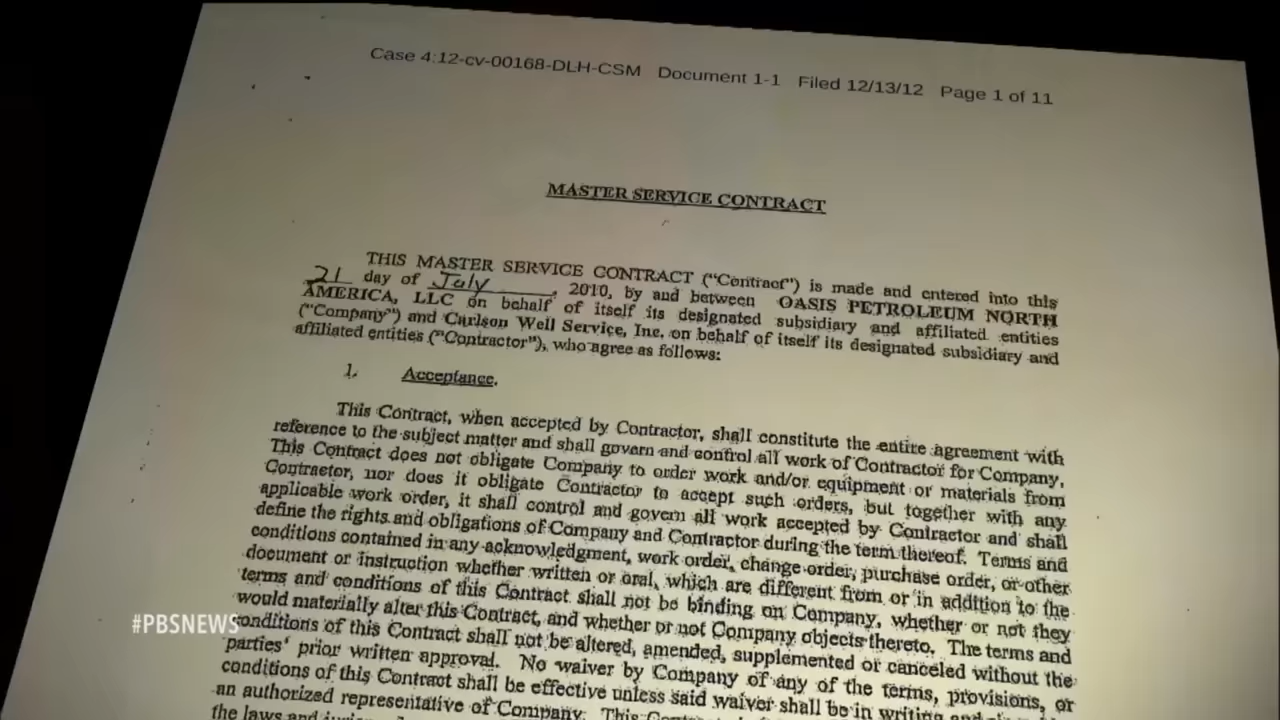 Case 4:12-cv-00168-DLH-CSM Document 1-1 Filed 12/13/12 Page 1 of 11
MASTER SERVICE CONTRACT
THIS MASTER SERVICE CONTRACT ("Contract") is made and entered into this
21 day of July, 2010, by and between OASIS PETROLEUM NORTH
AMERICA, LLC on behalf of itself its designated subsidiary and affiliated entities
("Company") and Carlson Well Service, Inc. on behalf of itself its designated subsidiary and
affiliated entities ("Contractor"), who agree as follows:
1. Acceptance.
This Contract, when accepted by Contractor, shall constitute the entire agreement with
reference to the subject matter and shall govern and control all work of Contractor for Company.
This Contract does not obligate Company to order work and/or equipment or materials from
Contractor, nor does it obligate Contractor to accept such orders, but together with any
applicable work order, it shall control and govern all work accepted by Contractor and shall
define the rights and obligations of Company and Contractor during the term thereof. Terms and
conditions contained in any acknowledgment, work order, change order, purchase order, or other
document or instruction whether written or oral, which are different from or in addition to the
terms and conditions of this Contract shall not be binding on Company, whether or not they
would materially alter this Contract, and whether or not Company objects thereto. The terms and
conditions of this Contract shall not be altered, amended, supplemented or canceled without the
parties' prior written approval. No waiver by Company of any of the terms, provisions, or
conditions of this Contract shall be effective unless said waiver shall be in writing and
an authorized representative of Company. This
the laws and
#PBSNEWS